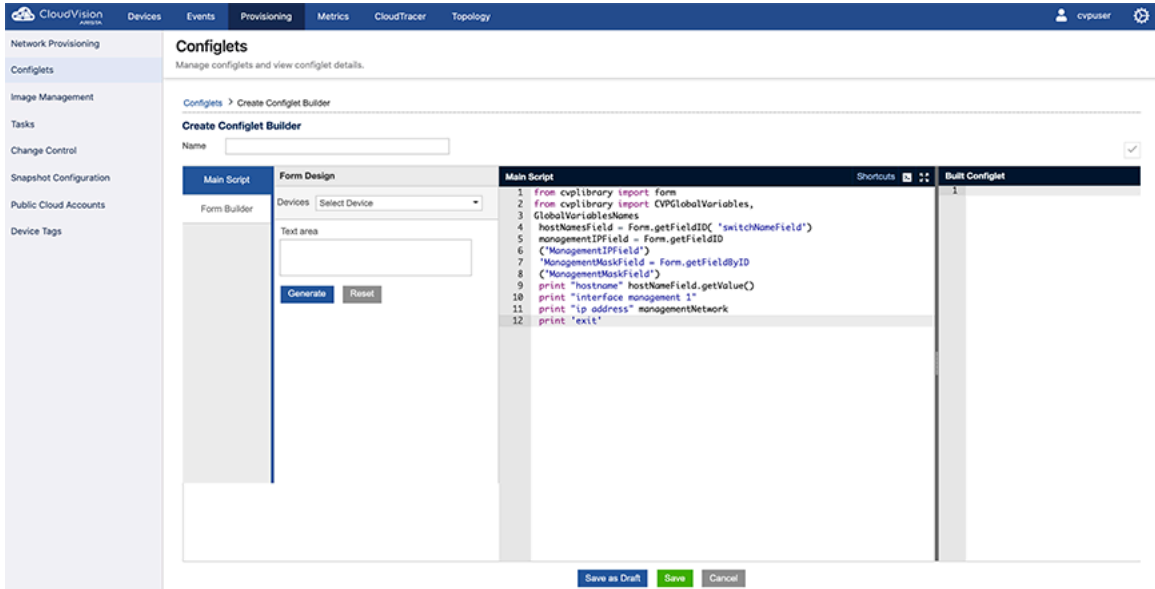 CloudVision
ARISTA
Devices
Events
Provisioning
Metrics
CloudTracer
Topology
cvpuser
Network Provisioning
Configlets
Image Management
Tasks
Change Control
Snapshot Configuration
Public Cloud Accounts
Device Tags
Configlets
Manage configlets and view configlet details.
Configlets > Create Configlet Builder
Create Configlet Builder
Name
Main Script
Form Builder
Form Design
Devices Select Device
Text area
Generate Reset
Main Script Shortcuts
1 from cvplibrary import form
2 from cvplibrary import CVPGlobalVariables,
3 GlobalVariablesNames
4 hostNamesField = Form.getFieldID( 'switchNameField')
5 managementIPField = Form.getFieldID
6 ('ManagementIPField')
7 'ManagementMaskField = Form.getFieldByID
8 ('ManagementMaskField')
9 print "hostname" hostNameField.getValue()
10 print "interface management 1"
11 print "ip address" managementNetwork
12 print 'exit'
Built Configlet
1
Save as Draft Save Cancel